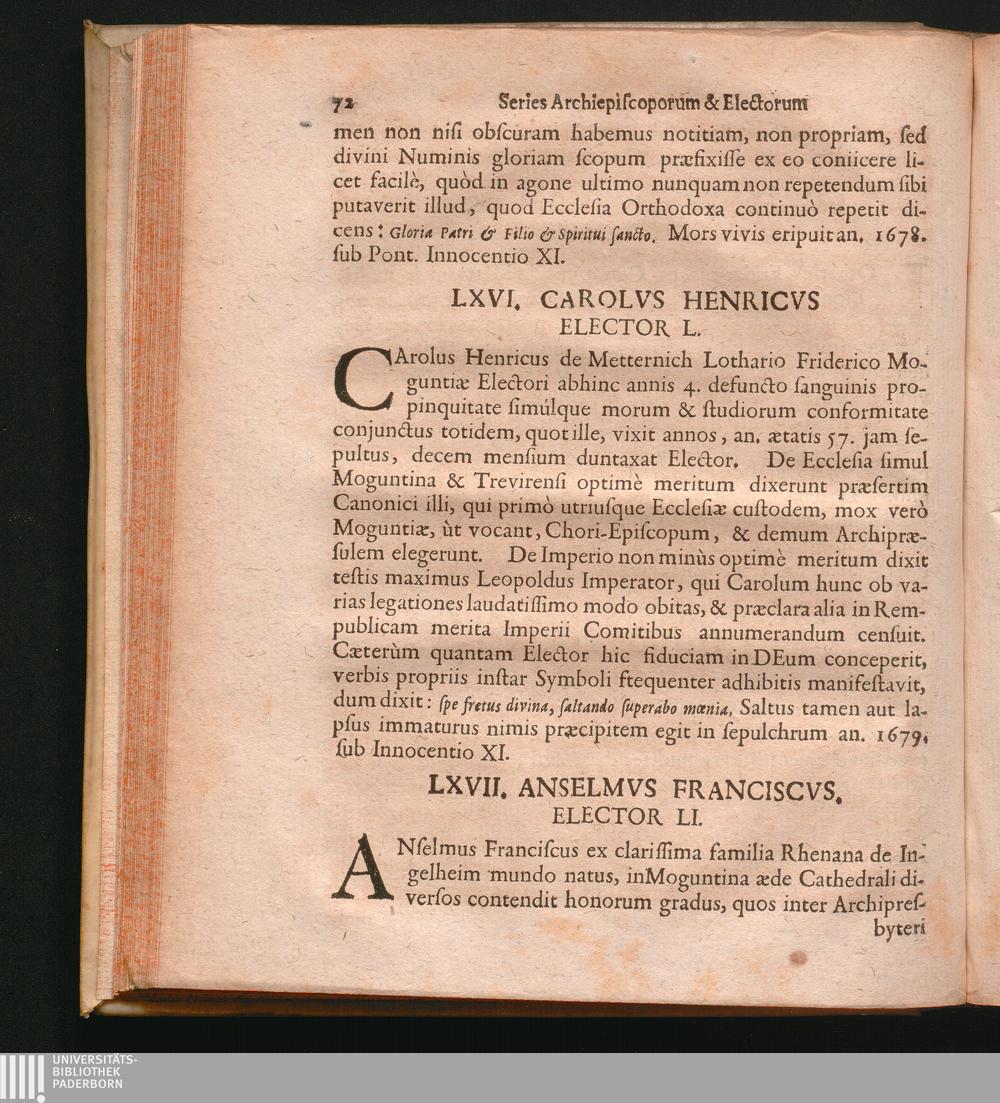 72 Series Archiepiſcoporum & Electorum
men non niſi obſcuram habemus notitiam, non propriam, ſed
divini Numinis gloriam ſcopum præfixiſſe ex eo coniicere li-
cet facilè, quòd in agone ultimo nunquam non repetendum ſibi
putaverit illud, quod Eccleſia Orthodoxa continuò repetit di-
cens: Gloria Patri & Filio & Spiritui ſancto. Mors vivis eripuit an. 1678.
ſub Pont. Innocentio XI.
LXVI. CAROLVS HENRICVS
ELECTOR L.
CArolus Henricus de Metternich Lothario Friderico Mo-
guntiæ Electori abhinc annis 4. defuncto ſanguinis pro-
pinquitate ſimúlque morum & ſtudiorum conformitate
conjunctus totidem, quot ille, vixit annos, an. ætatis 57. jam ſe-
pultus, decem menſium duntaxat Elector. De Eccleſia ſimul
Moguntina & Trevirenſi optimè meritum dixerunt præſertim
Canonici illi, qui primò utriuſque Eccleſiæ cuſtodem, mox verò
Moguntiæ, ùt vocant, Chori-Epiſcopum, & demum Archipræ-
ſulem elegerunt. De Imperio non minùs optimè meritum dixit
teſtis maximus Leopoldus Imperator, qui Carolum hunc ob va-
rias legationes laudatiſſimo modo obitas, & præclara alia in Rem-
publicam merita Imperii Comitibus annumerandum cenſuit.
Cæterùm quantam Elector hic fiduciam in DEum conceperit,
verbis propriis inſtar Symboli ftequenter adhibitis manifeſtavit,
dum dixit: ſpe fretus divina, ſaltando ſuperabo mœnia, Saltus tamen aut la-
pſus immaturus nimis præcipitem egit in ſepulchrum an. 1679.
ſub Innocentio XI.
LXVII. ANSELMVS FRANCISCVS.
ELECTOR LI.
ANſelmus Franciſcus ex clariſſima familia Rhenana de In-
gelheim mundo natus, in Moguntina æde Cathedrali di-
verſos contendit honorum gradus, quos inter Archipreſ-
byteri
UNIVERSITÄTS-
BIBLIOTHEK
PADERBORN